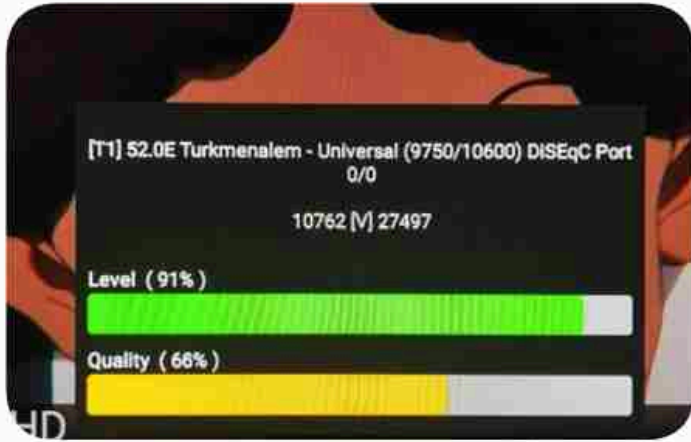 [T1] 52.0E Turkmenalem - Universal (9750/10600) DiSEqC Port
0/0
10762 [V] 27497
Level ( 91% )
Quality ( 66% )
HD